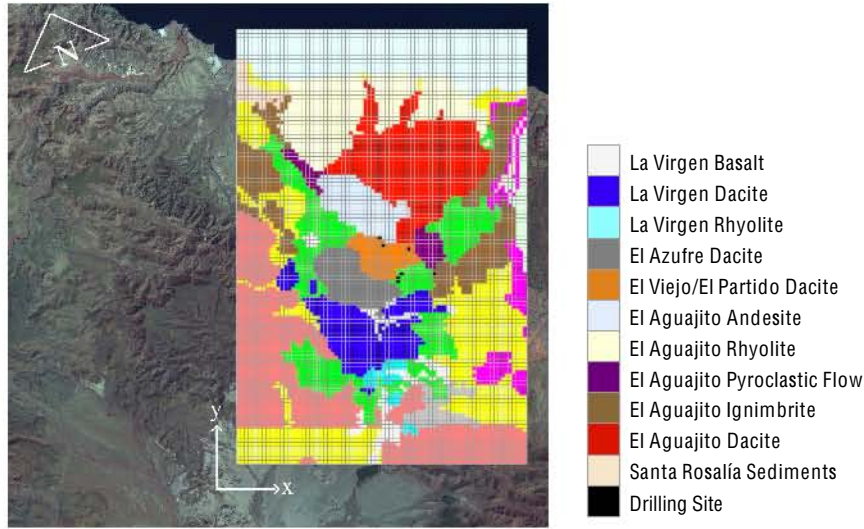 N
y
x
La Virgen Basalt
La Virgen Dacite
La Virgen Rhyolite
El Azufre Dacite
El Viejo/El Partido Dacite
El Aguajito Andesite
El Aguajito Rhyolite
El Aguajito Pyroclastic Flow
El Aguajito Ignimbrite
El Aguajito Dacite
Santa Rosalía Sediments
Drilling Site